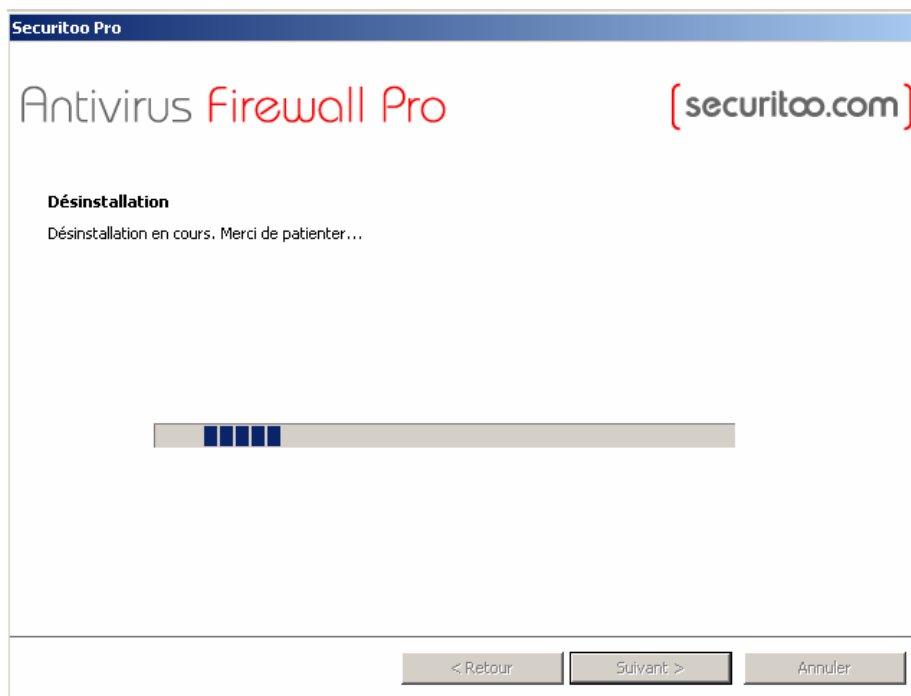 Securitoo Pro
Antivirus Firewall Pro
[securitoo.com]
Désinstallation
Désinstallation en cours. Merci de patienter...
< Retour
Suivant >
Annuler